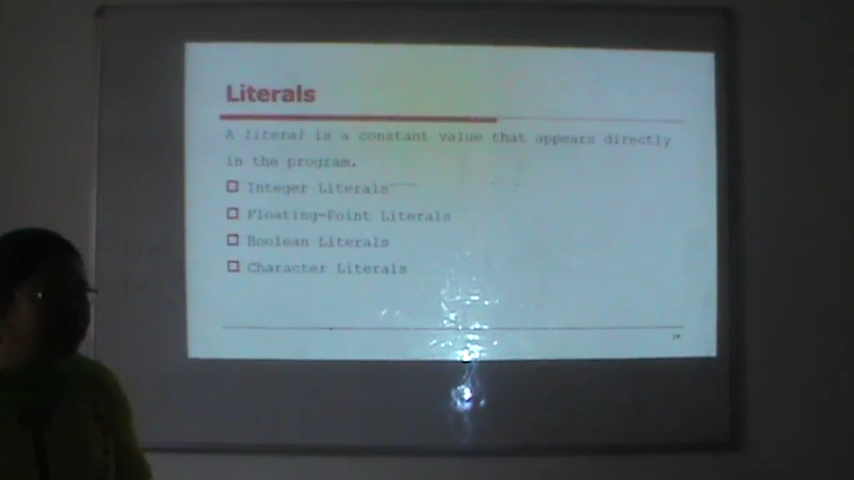 Literals
A literal is a constant value that appears directly
in the program.
Integer Literals
Floating-Point Literals
Boolean Literals
Character Literals